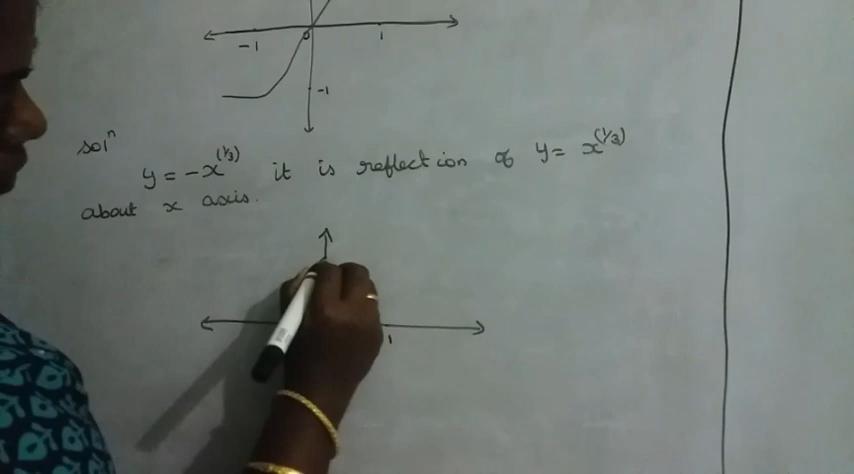 -1 0 1
-1
solⁿ
y = -x^(1/3) it is reflection of y = x^(1/3)
about x axis.
1